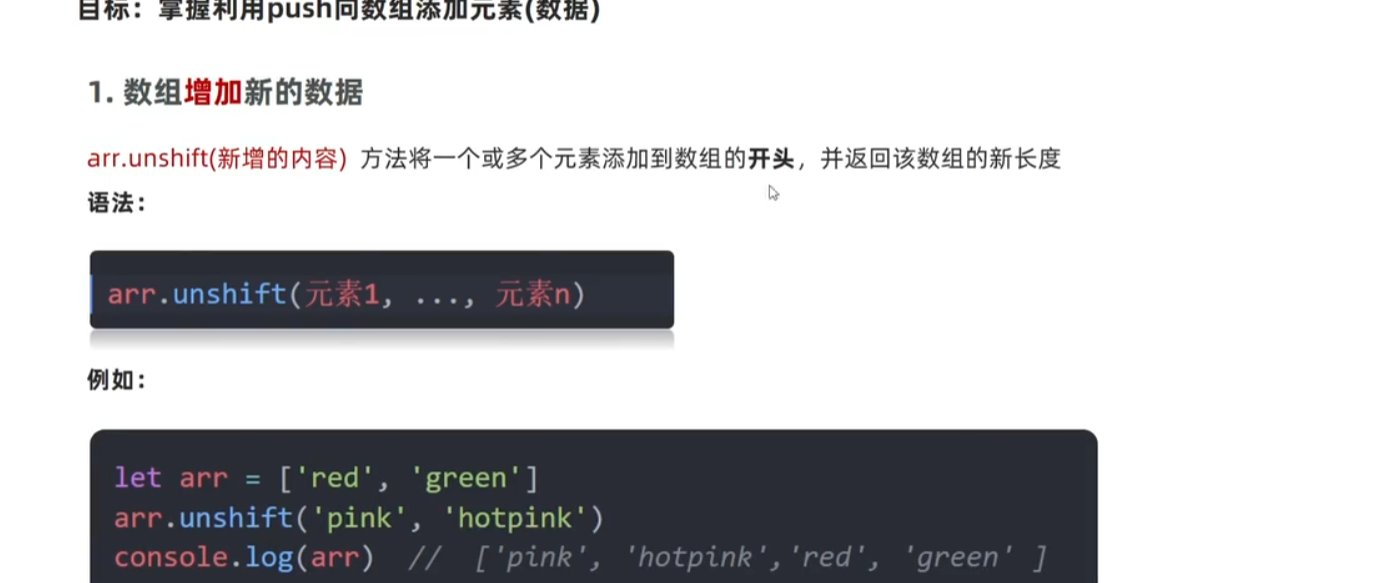 目标：掌握利用push向数组添加元素(数据)
1. 数组增加新的数据
arr.unshift(新增的内容) 方法将一个或多个元素添加到数组的开头，并返回该数组的新长度
语法：
arr.unshift(元素1, ..., 元素n)
例如：
let arr = ['red', 'green']
arr.unshift('pink', 'hotpink')
console.log(arr)  //  ['pink', 'hotpink','red', 'green' ]